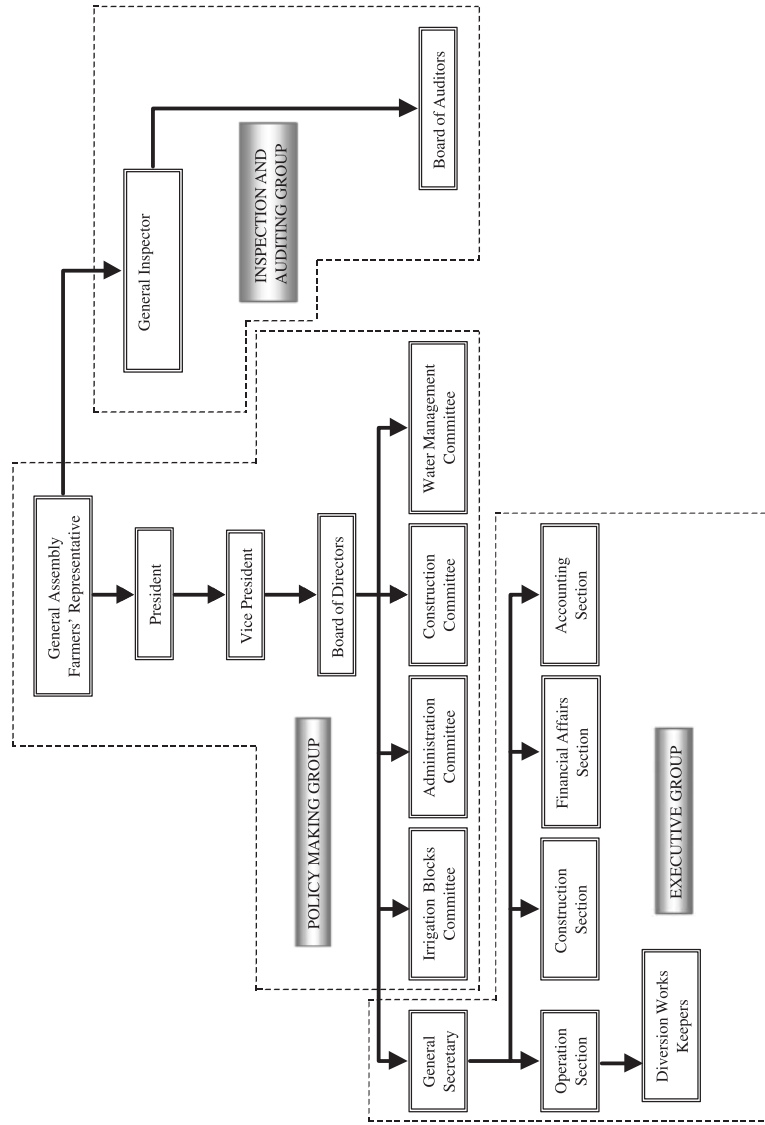 General Assembly
Farmers' Representative
President
Vice President
Board of Directors
General Inspector
INSPECTION AND
AUDITING GROUP
Board of Auditors
POLICY MAKING GROUP
General
Secretary
Irrigation Blocks
Committee
Administration
Committee
Construction
Committee
Water Management
Committee
Operation
Section
Construction
Section
Financial Affairs
Section
Accounting
Section
Diversion Works
Keepers
EXECUTIVE GROUP